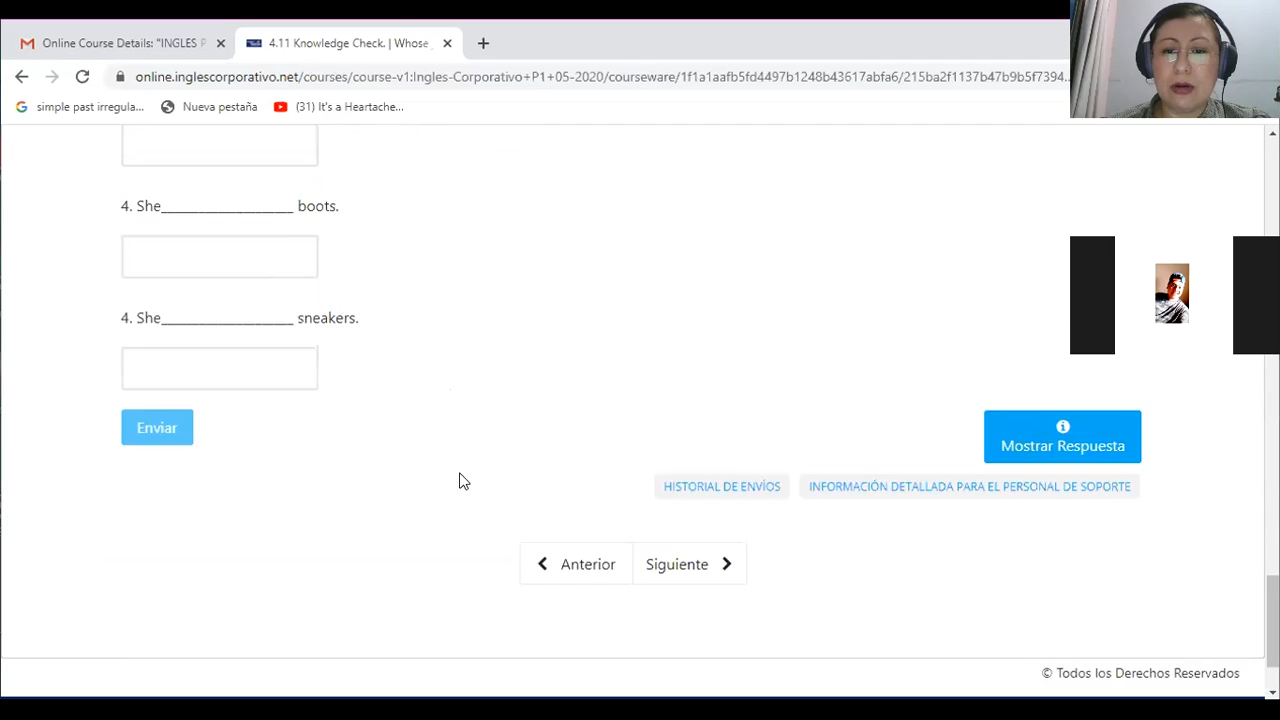 Online Course Details: "INGLES P
4.11 Knowledge Check. | Whose
online.inglescorporativo.net/courses/course-v1:Ingles-Corporativo+P1+05-2020/courseware/1f1a1aafb5fd4497b1248b43617abfa6/215ba2f1137b47b9b5f7394...
simple past irregula...
Nueva pestaña
(31) It's a Heartache...
4. She___________________ boots.
4. She___________________ sneakers.
Enviar
Mostrar Respuesta
HISTORIAL DE ENVÍOS
INFORMACIÓN DETALLADA PARA EL PERSONAL DE SOPORTE
Anterior
Siguiente
© Todos los Derechos Reservados